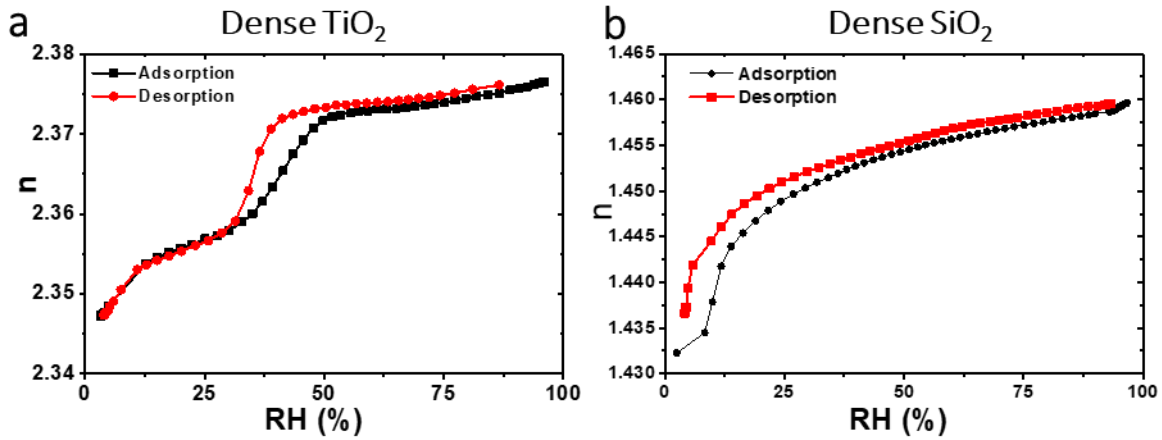 a
Dense TiO₂
2.38
2.37
2.36
2.35
2.34
n
Adsorption
Desorption
0
25
50
75
100
RH (%)
b
Dense SiO₂
1.465
1.460
1.455
1.450
1.445
1.440
1.435
1.430
n
Adsorption
Desorption
0
25
50
75
100
RH (%)